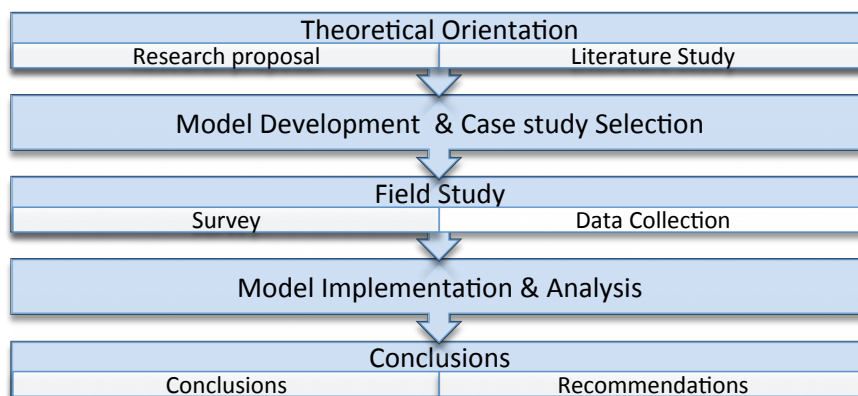 Theoretical Orientation
Research proposal Literature Study
Model Development & Case study Selection
Field Study
Survey Data Collection
Model Implementation & Analysis
Conclusions
Conclusions Recommendations